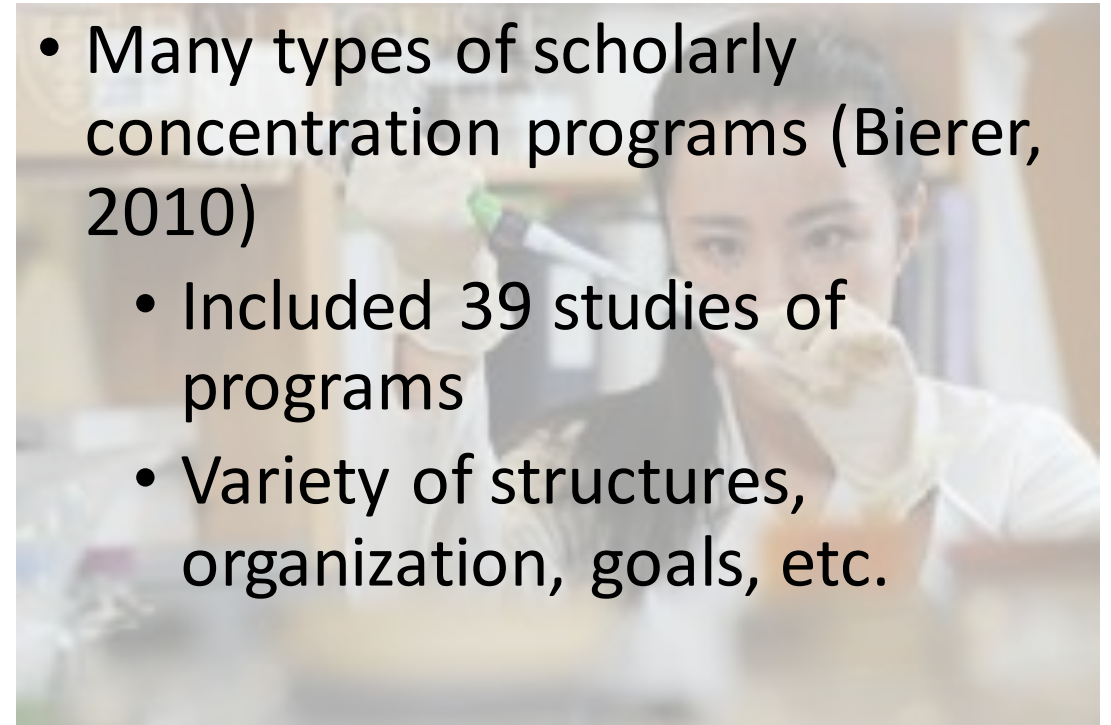 • Many types of scholarly
concentration programs (Bierer,
2010)
• Included 39 studies of
programs
• Variety of structures,
organization, goals, etc.